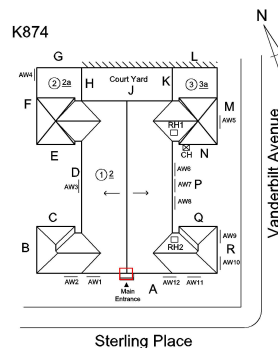 K874
N
G
L
AW4
2 2a
H
Court Yard
K
3 3a
J
F
M
RH1
AW5
E
CH
N
D
AW3
1 2
AW6
AW7
P
AW8
C
Q
B
RH2
AW9
R
AW10
AW2
AW1
A
AW12
AW11
Main
Entrance
Vanderbilt Avenue
Sterling Place